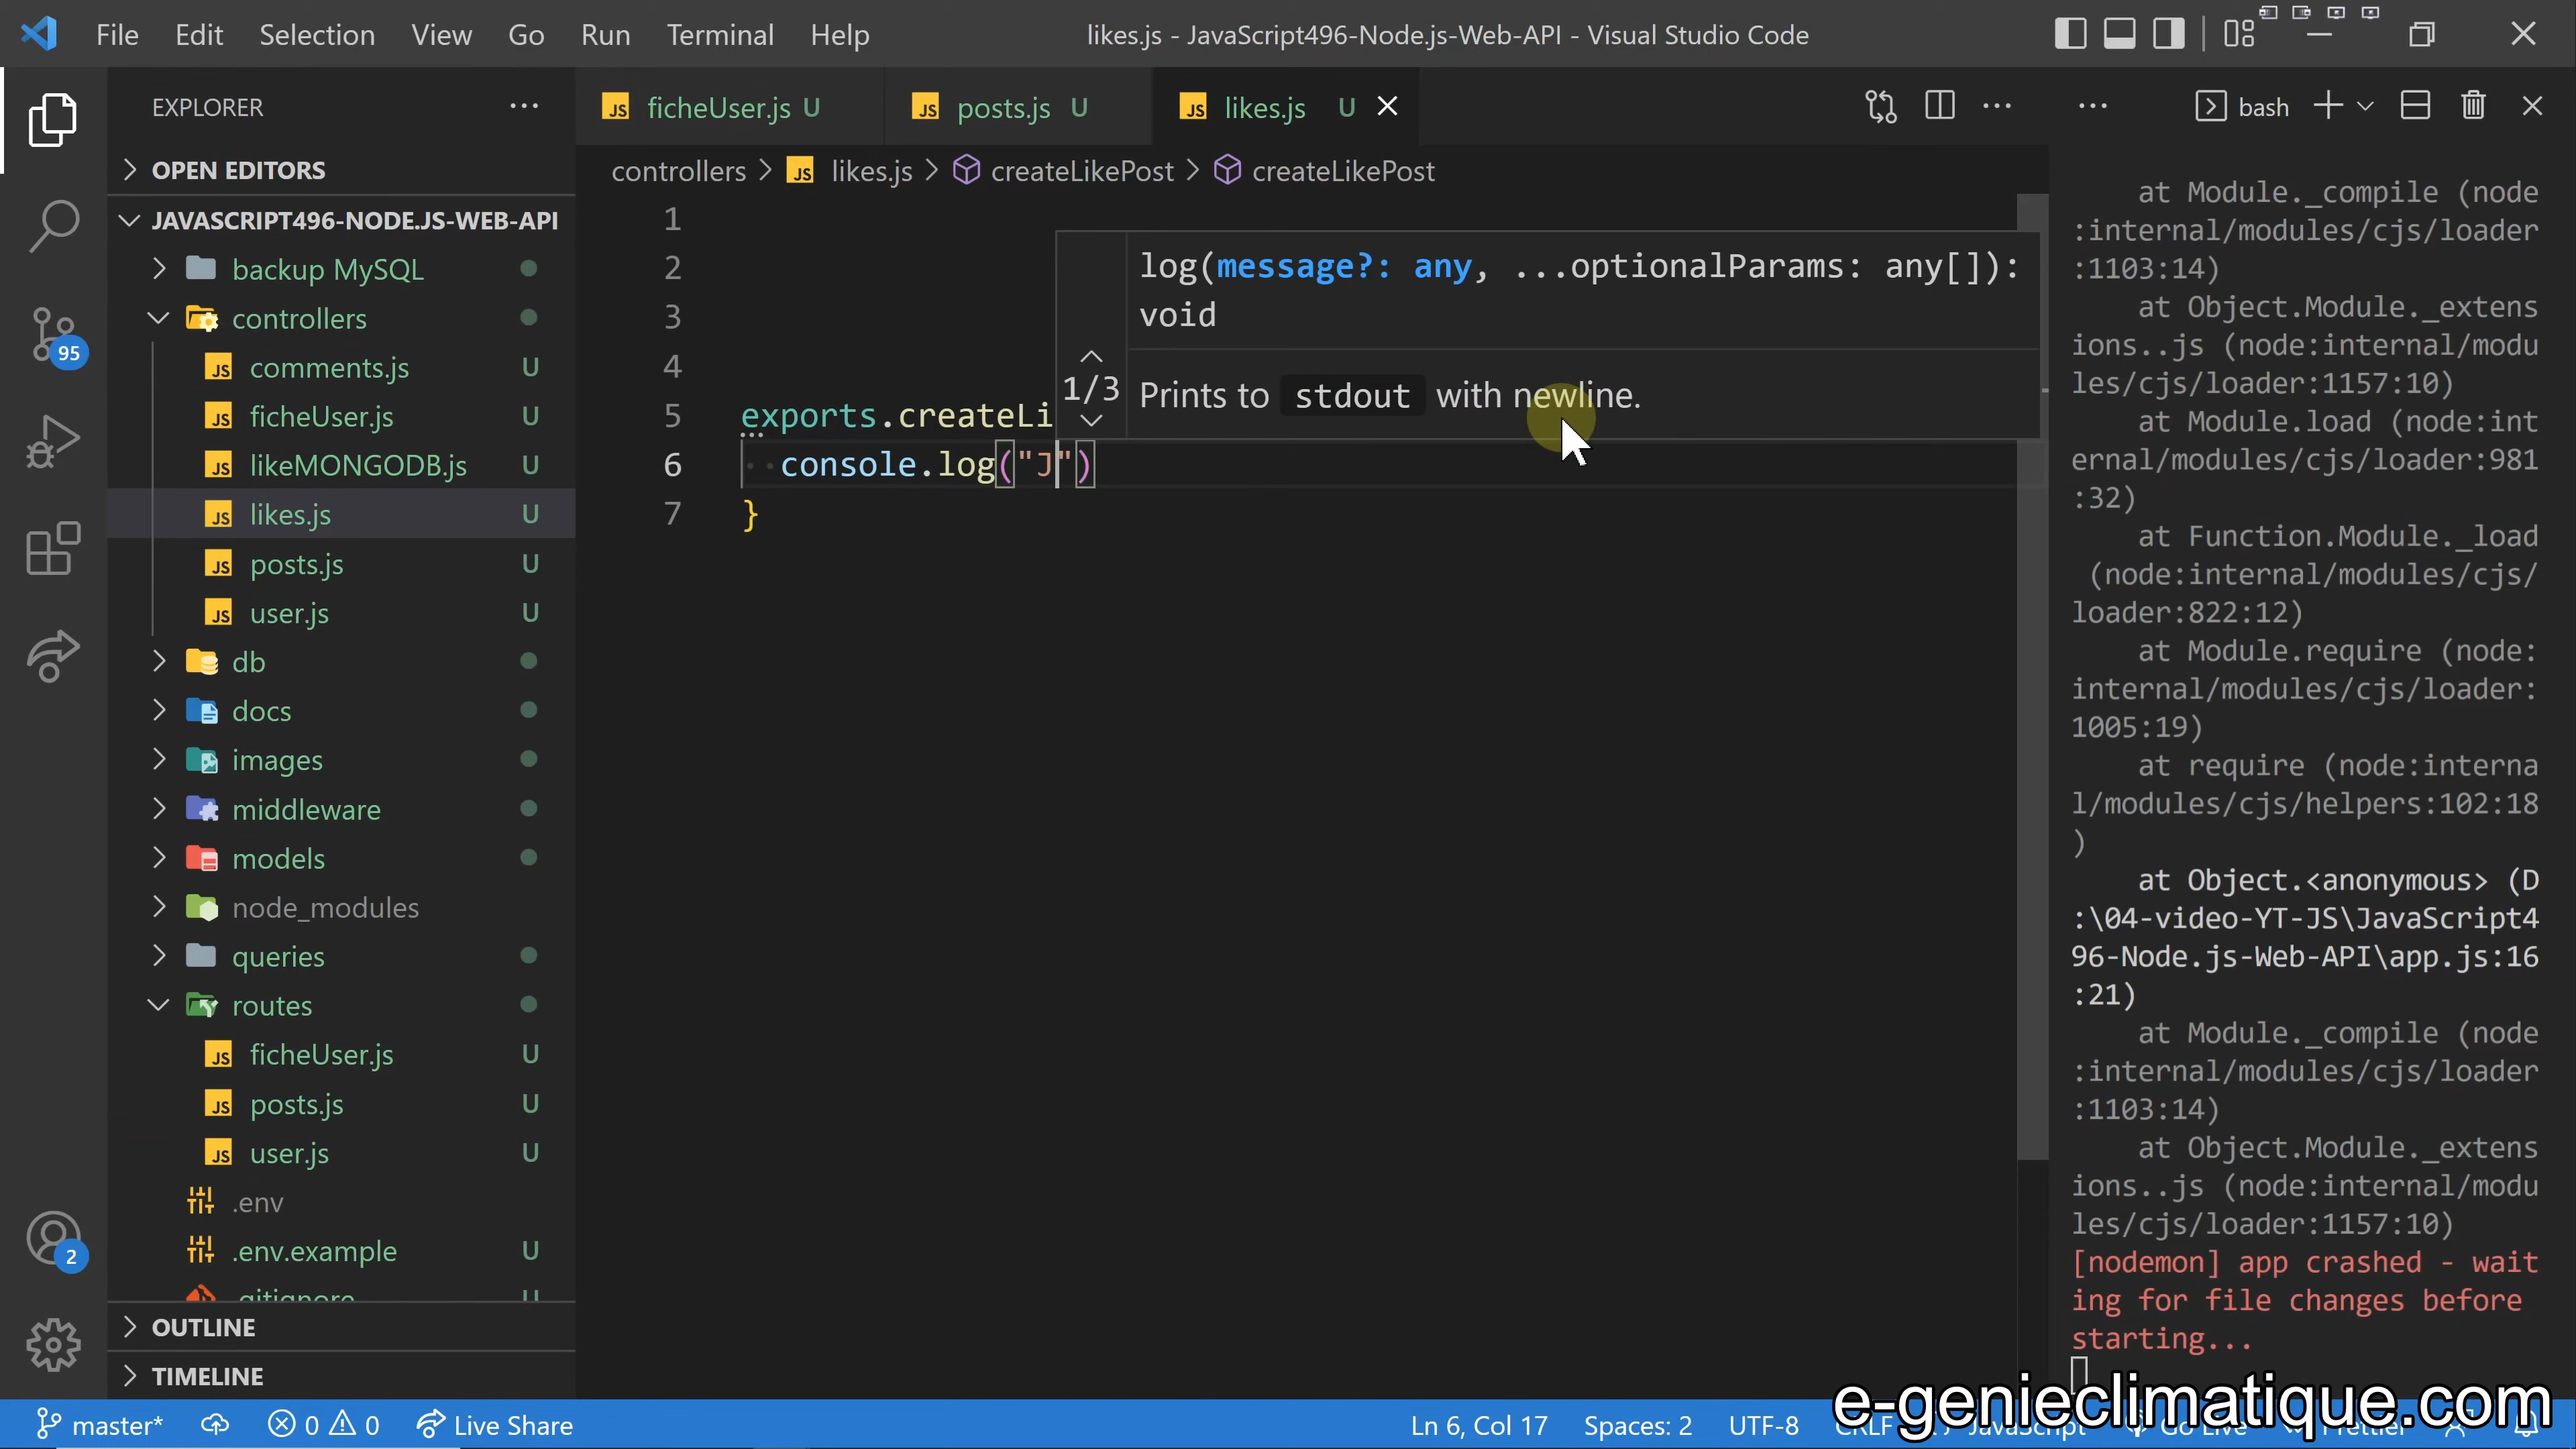 File Edit Selection View Go Run Terminal Help
likes.js - JavaScript496-Node.js-Web-API - Visual Studio Code
EXPLORER
OPEN EDITORS
JAVASCRIPT496-NODE.JS-WEB-API
backup MySQL
controllers
comments.js U
ficheUser.js U
likeMONGODB.js U
likes.js U
posts.js U
user.js U
db
docs
images
middleware
models
node_modules
queries
routes
ficheUser.js U
posts.js U
user.js U
.env
.env.example U
.gitignore U
OUTLINE
TIMELINE
95
2
ficheUser.js U posts.js U likes.js U
controllers > likes.js > createLikePost > createLikePost
1
2
3
4
5 exports.createLi
6 console.log("J")
7 }
log(message?: any, ...optionalParams: any[]):
void
1/3
Prints to stdout with newline.
bash
at Module._compile (node
:internal/modules/cjs/loader
:1103:14)
at Object.Module._extens
ions..js (node:internal/modu
les/cjs/loader:1157:10)
at Module.load (node:int
ernal/modules/cjs/loader:981
:32)
at Function.Module._load
(node:internal/modules/cjs/
loader:822:12)
at Module.require (node:
internal/modules/cjs/loader:
1005:19)
at require (node:interna
l/modules/cjs/helpers:102:18
)
at Object.<anonymous> (D
:\04-video-YT-JS\JavaScript4
96-Node.js-Web-API\app.js:16
:21)
at Module._compile (node
:internal/modules/cjs/loader
:1103:14)
at Object.Module._extens
ions..js (node:internal/modu
les/cjs/loader:1157:10)
[nodemon] app crashed - wait
ing for file changes before
starting...
e-genieclimatique.com
master* 0 0 Live Share Ln 6, Col 17 Spaces: 2 UTF-8 CRLF JavaScript Go Live Prettier